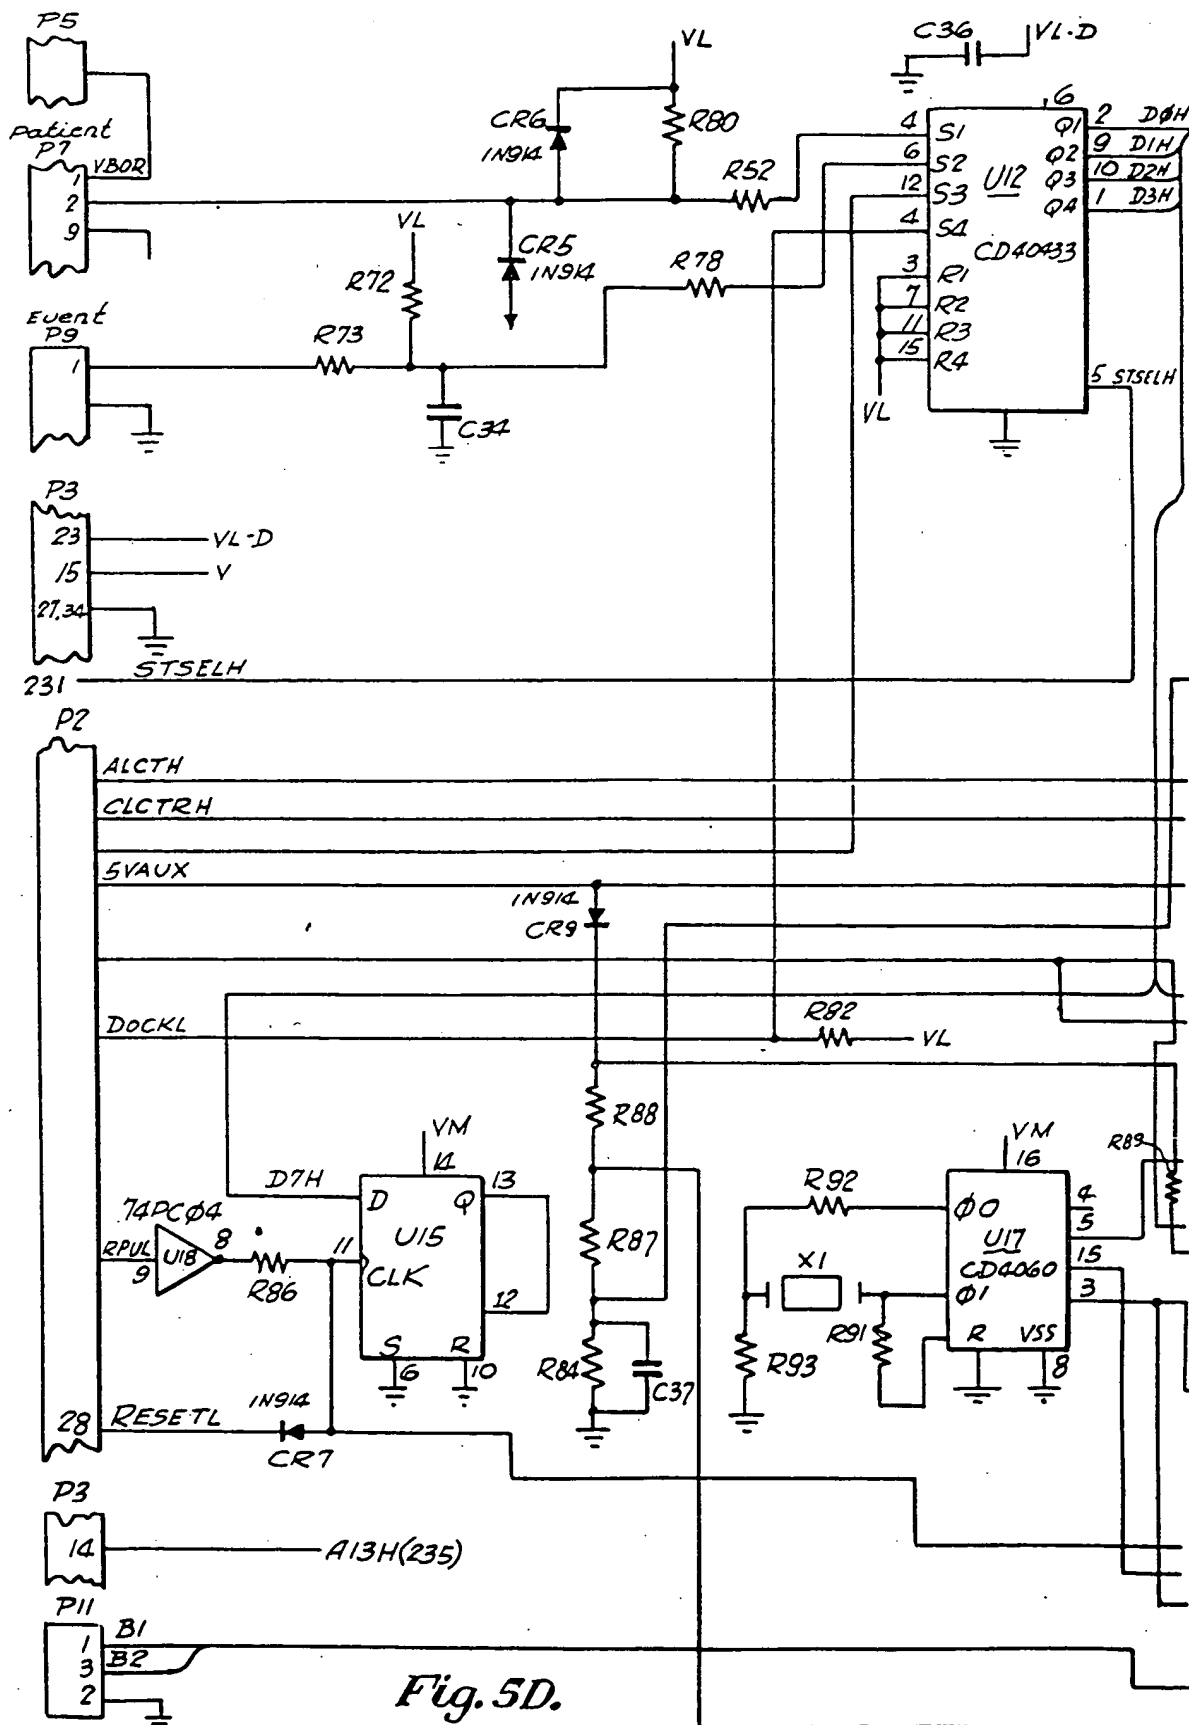 P5
VL
C36
VL-D
Patient
P7
1 VBOR
2
9
CR6
1N914
R80
R52
VL
R72
CR5
1N914
R78
4 S1
6 S2
12 S3
4 S4
3 R1
7 R2
11 R3
15 R4
VL
6
U12
CD40433
Q1 2 DØH
Q2 9 D1H
Q3 10 D2H
Q4 1 D3H
5 STSELH
Event
P9
1
R73
C34
P3
23 VL-D
15 V
27,34
231 STSELH
P2
ALCTH
CLCTRH
5VAUX
1N914
CR9
DOCKL
R82
VL
R88
VM
14
D7H
D Q 13
U15
74PCØ4
RPUL
9 U18 8
R86
11 CLK
12
S R
6 10
R87
R84
C37
R92
X1
R91
R93
VM
16
ØO
U17
CD4060
Ø1
R VSS
8
4
5
15
3
R89
28 RESETL
1N914
CR7
P3
14 A13H(235)
P11
1 B1
3 B2
2
Fig. 5D.